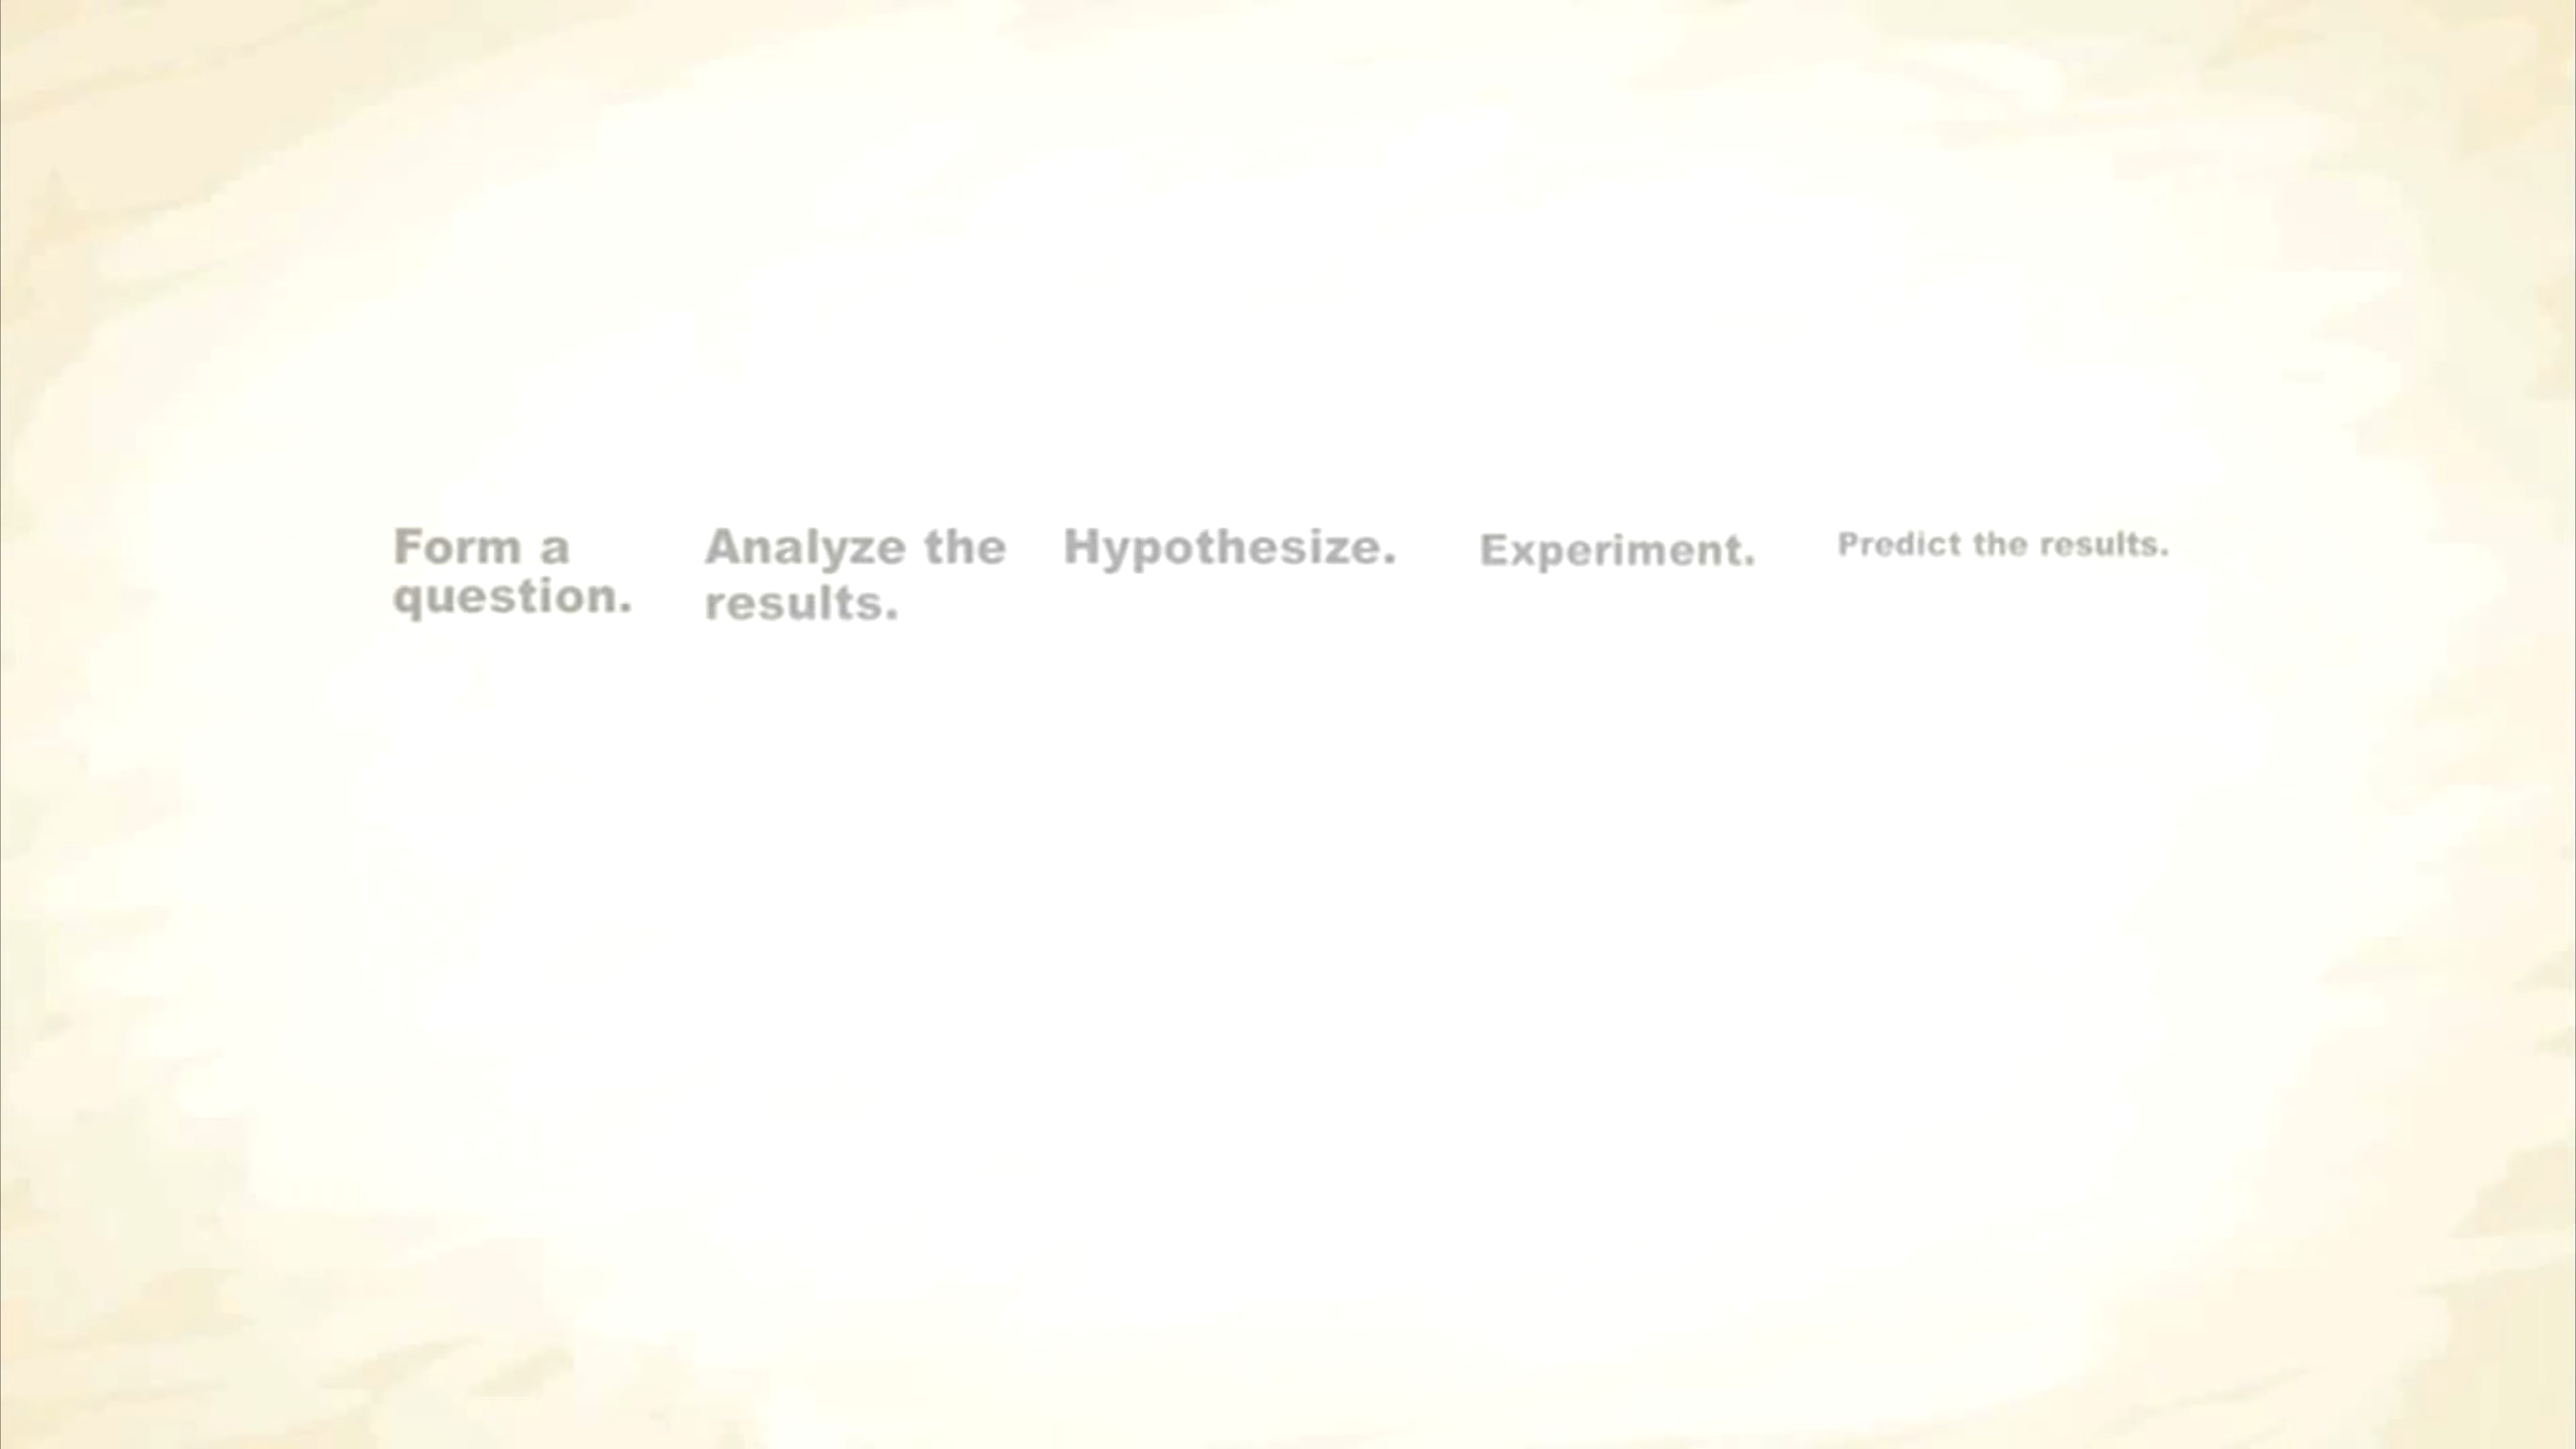 Form a
question.
Analyze the
results.
Hypothesize.
Experiment.
Predict the results.